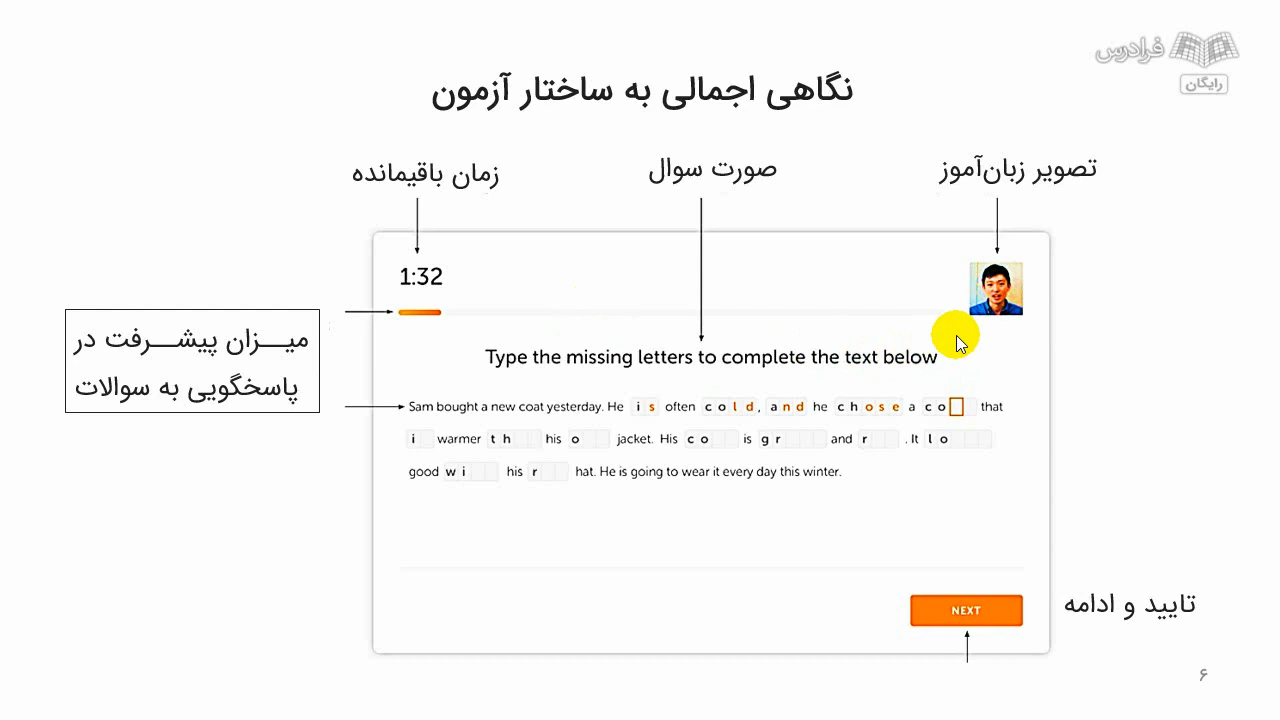 فرادرس
رایگان
نگاهی اجمالی به ساختار آزمون
تصویر زبان‌آموز
صورت سوال
زمان باقیمانده
1:32
میـــزان پیشـــرفت در
پاسخگویی به سوالات
Type the missing letters to complete the text below
Sam bought a new coat yesterday. He is often cold, and he chose a co that
i warmer th his o jacket. His co is gr and r . It lo
good wi his r hat. He is going to wear it every day this winter.
NEXT
تایید و ادامه
۶